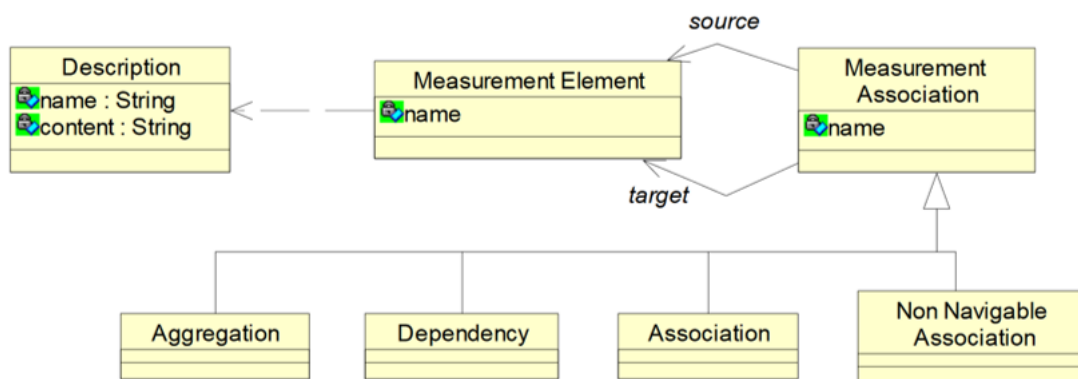 source
Description
name : String
content : String
Measurement Element
name
Measurement
Association
name
target
Aggregation
Dependency
Association
Non Navigable
Association